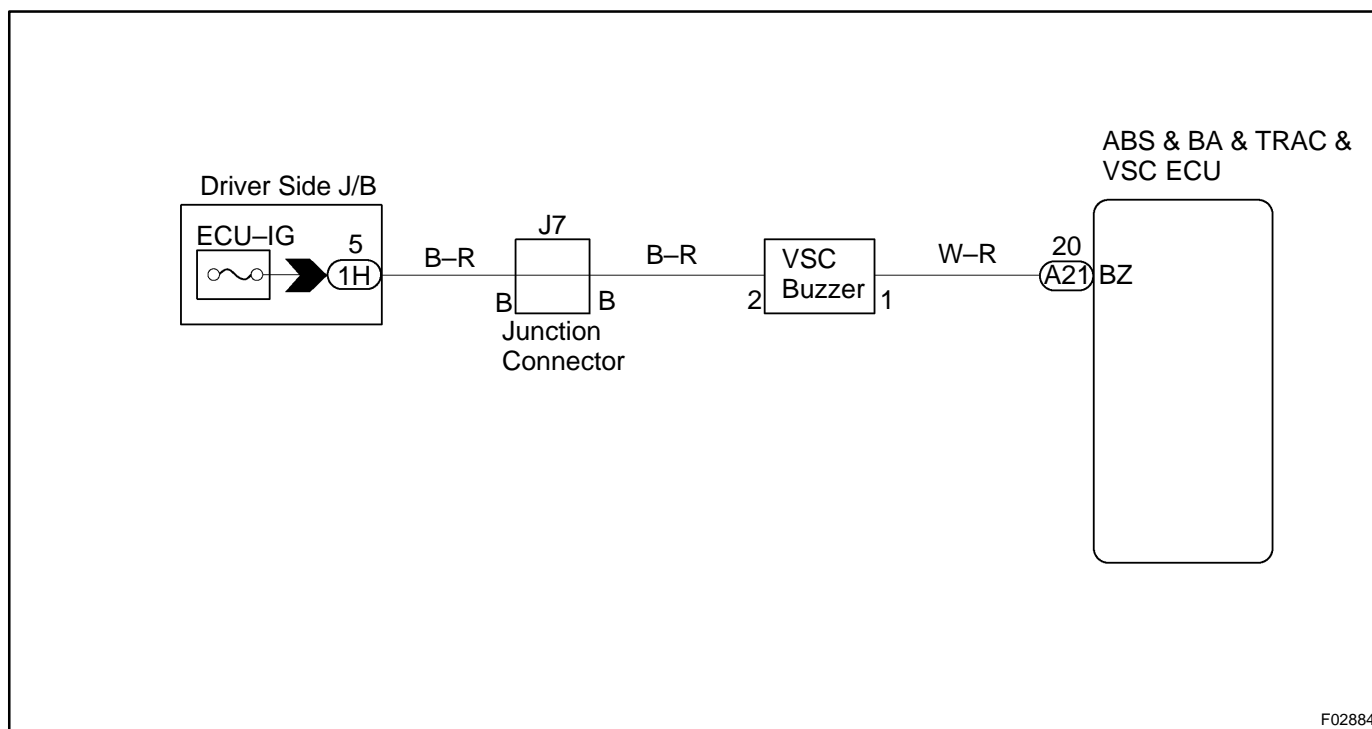 ABS & BA & TRAC &
VSC ECU
Driver Side J/B
ECU–IG
5
1H
B–R
J7
B
B
Junction
Connector
B–R
VSC
Buzzer
2
1
W–R
20
A21
BZ
F02884